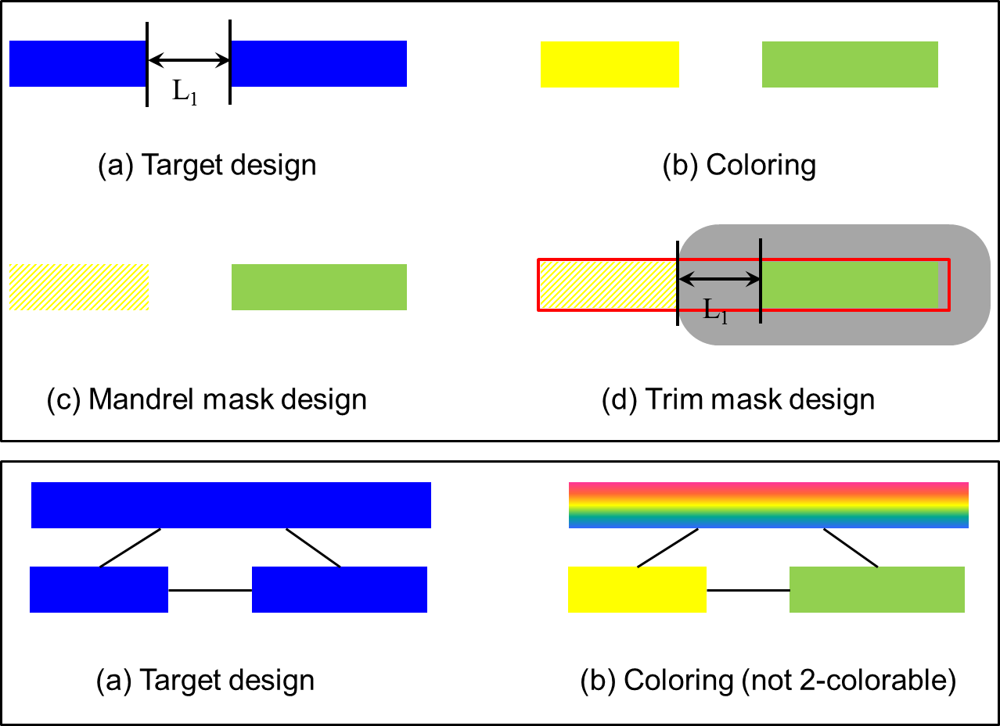 L1
(a) Target design
(b) Coloring
L1
(c) Mandrel mask design
(d) Trim mask design
(a) Target design
(b) Coloring (not 2-colorable)